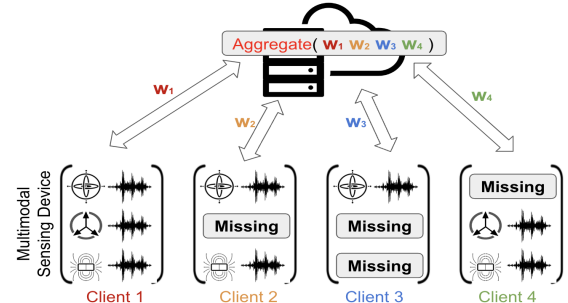 Aggregate( W1 W2 W3 W4 )
W1
W2
W3
W4
Multimodal
Sensing Device
Missing
Missing
Missing
Missing
Client 1
Client 2
Client 3
Client 4